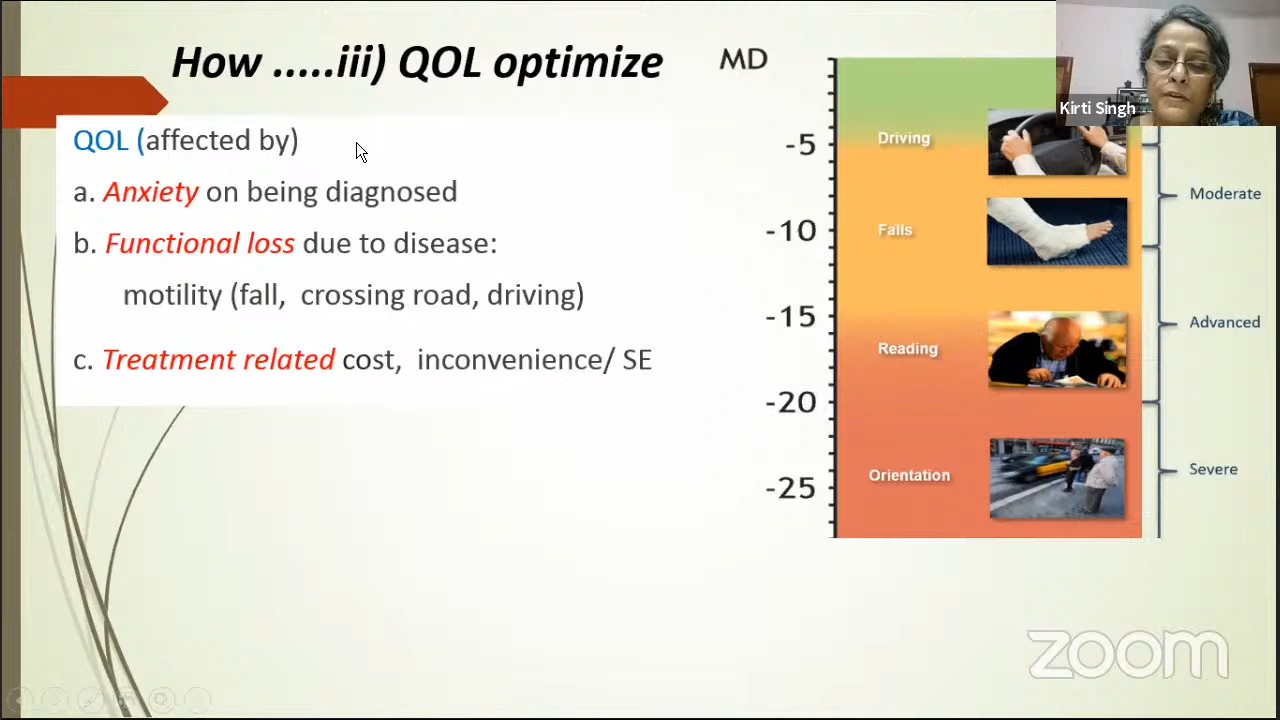 How .....iii) QOL optimize
QOL (affected by)
a. Anxiety on being diagnosed
b. Functional loss due to disease:
motility (fall, crossing road, driving)
c. Treatment related cost, inconvenience/ SE
MD
-5
-10
-15
-20
-25
Driving
Falls
Reading
Orientation
Kirti Singh
Moderate
Advanced
Severe
zoom